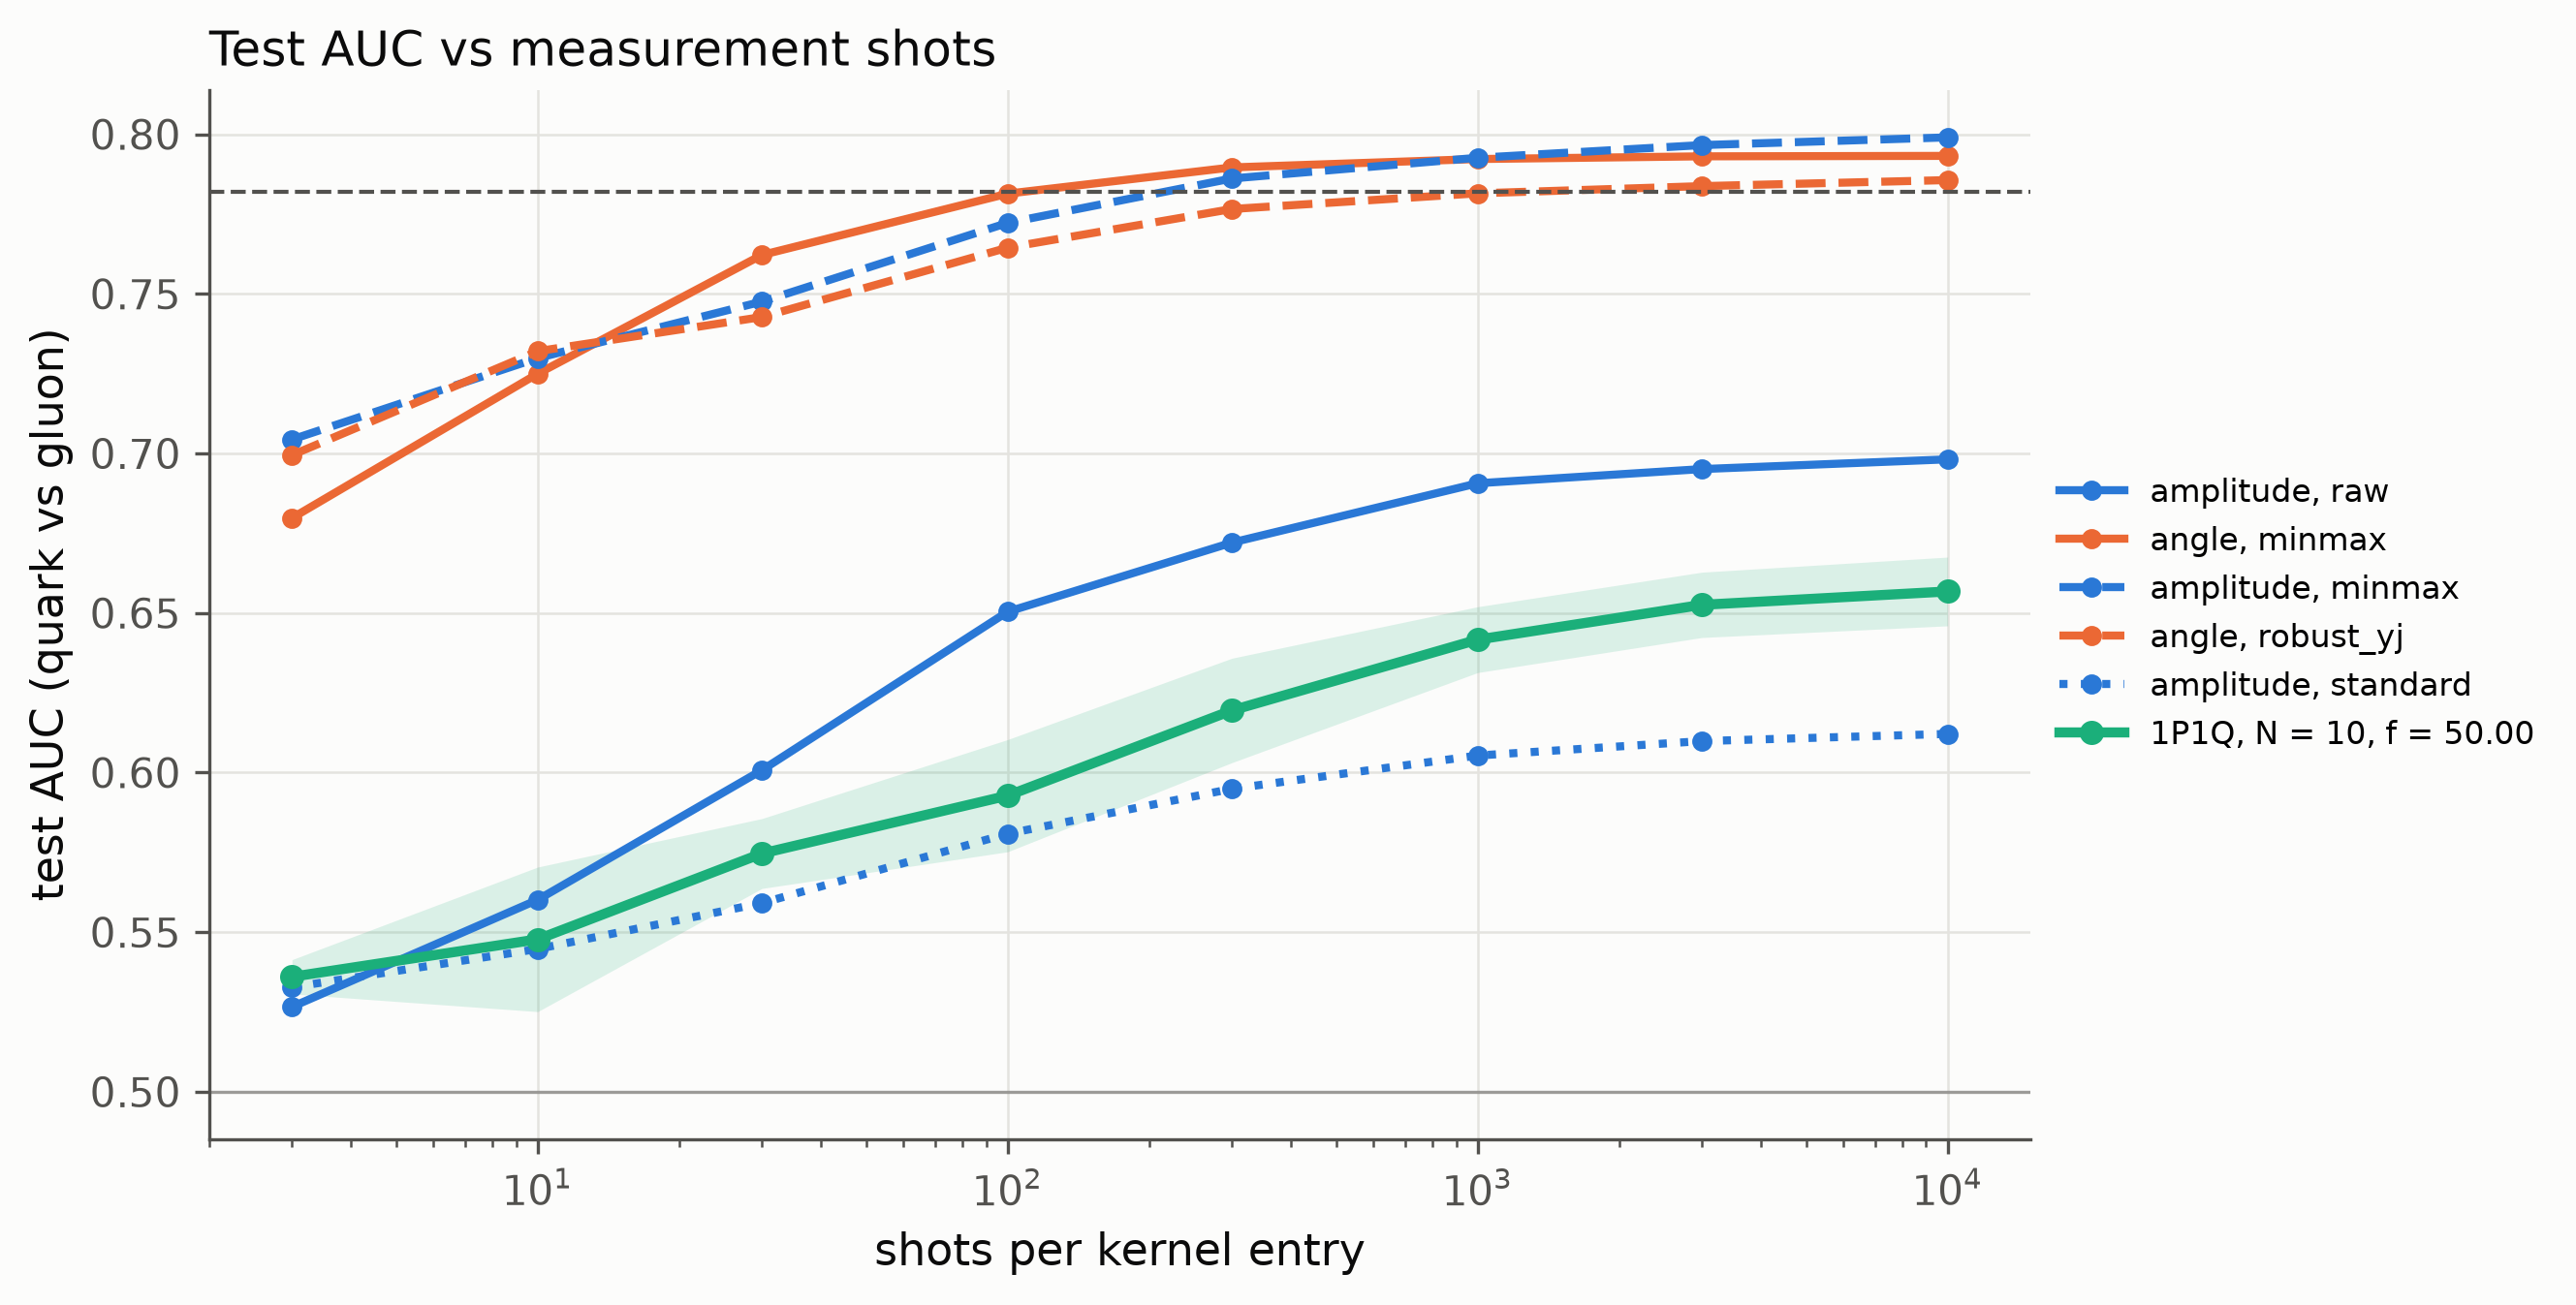 Test AUC vs measurement shots
test AUC (quark vs gluon)
0.80
0.75
0.70
0.65
0.60
0.55
0.50
10¹
10²
10³
10⁴
shots per kernel entry
amplitude, raw
angle, minmax
amplitude, minmax
angle, robust_yj
amplitude, standard
1P1Q, N = 10, f = 50.00